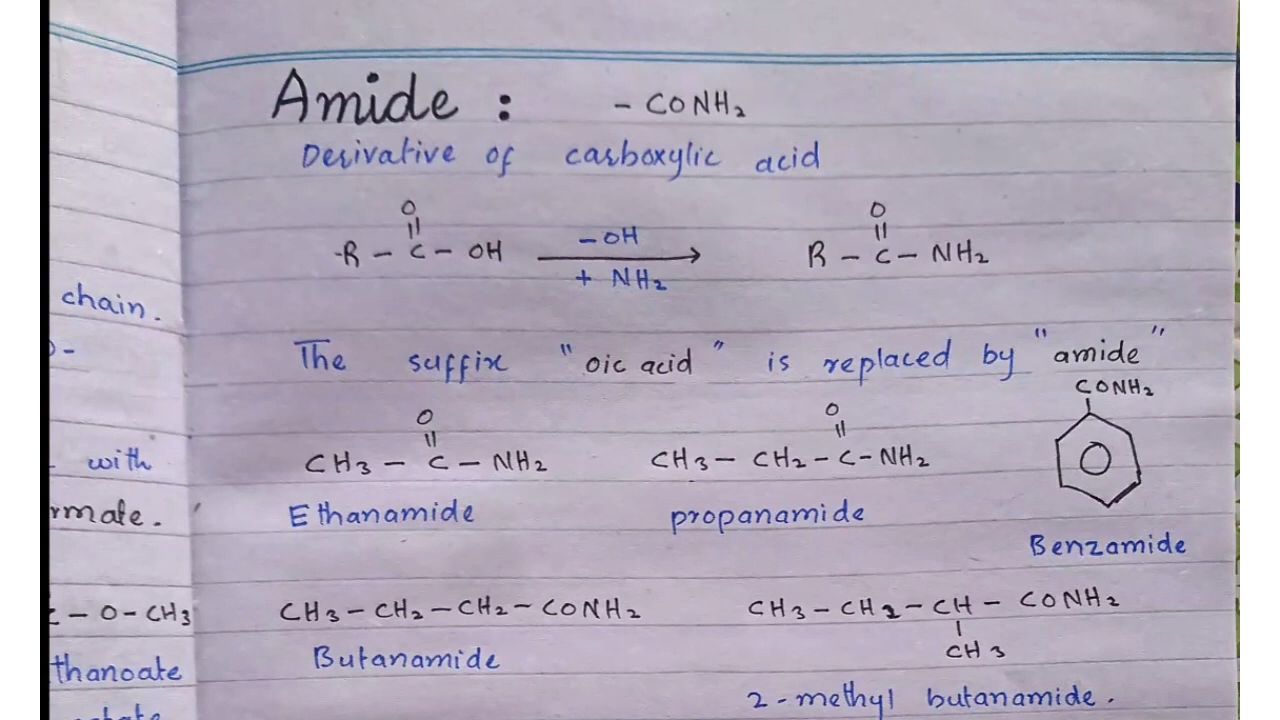 Amide : - CONH₂
Derivative of carboxylic acid
O O
|| ||
-R - C - OH - OH R - C - NH₂
+ NH₂
chain.
The suffix "oic acid" is replaced by "amide"
CONH₂
O O
|| ||
with CH₃ - C - NH₂ CH₃ - CH₂ - C - NH₂
Ethanamide propanamide
Benzamide
- O - CH₃ CH₃ - CH₂ - CH₂ - CONH₂ CH₃ - CH₂ - CH - CONH₂
|
CH₃
thanoate Butanamide
2 - methyl butanamide.